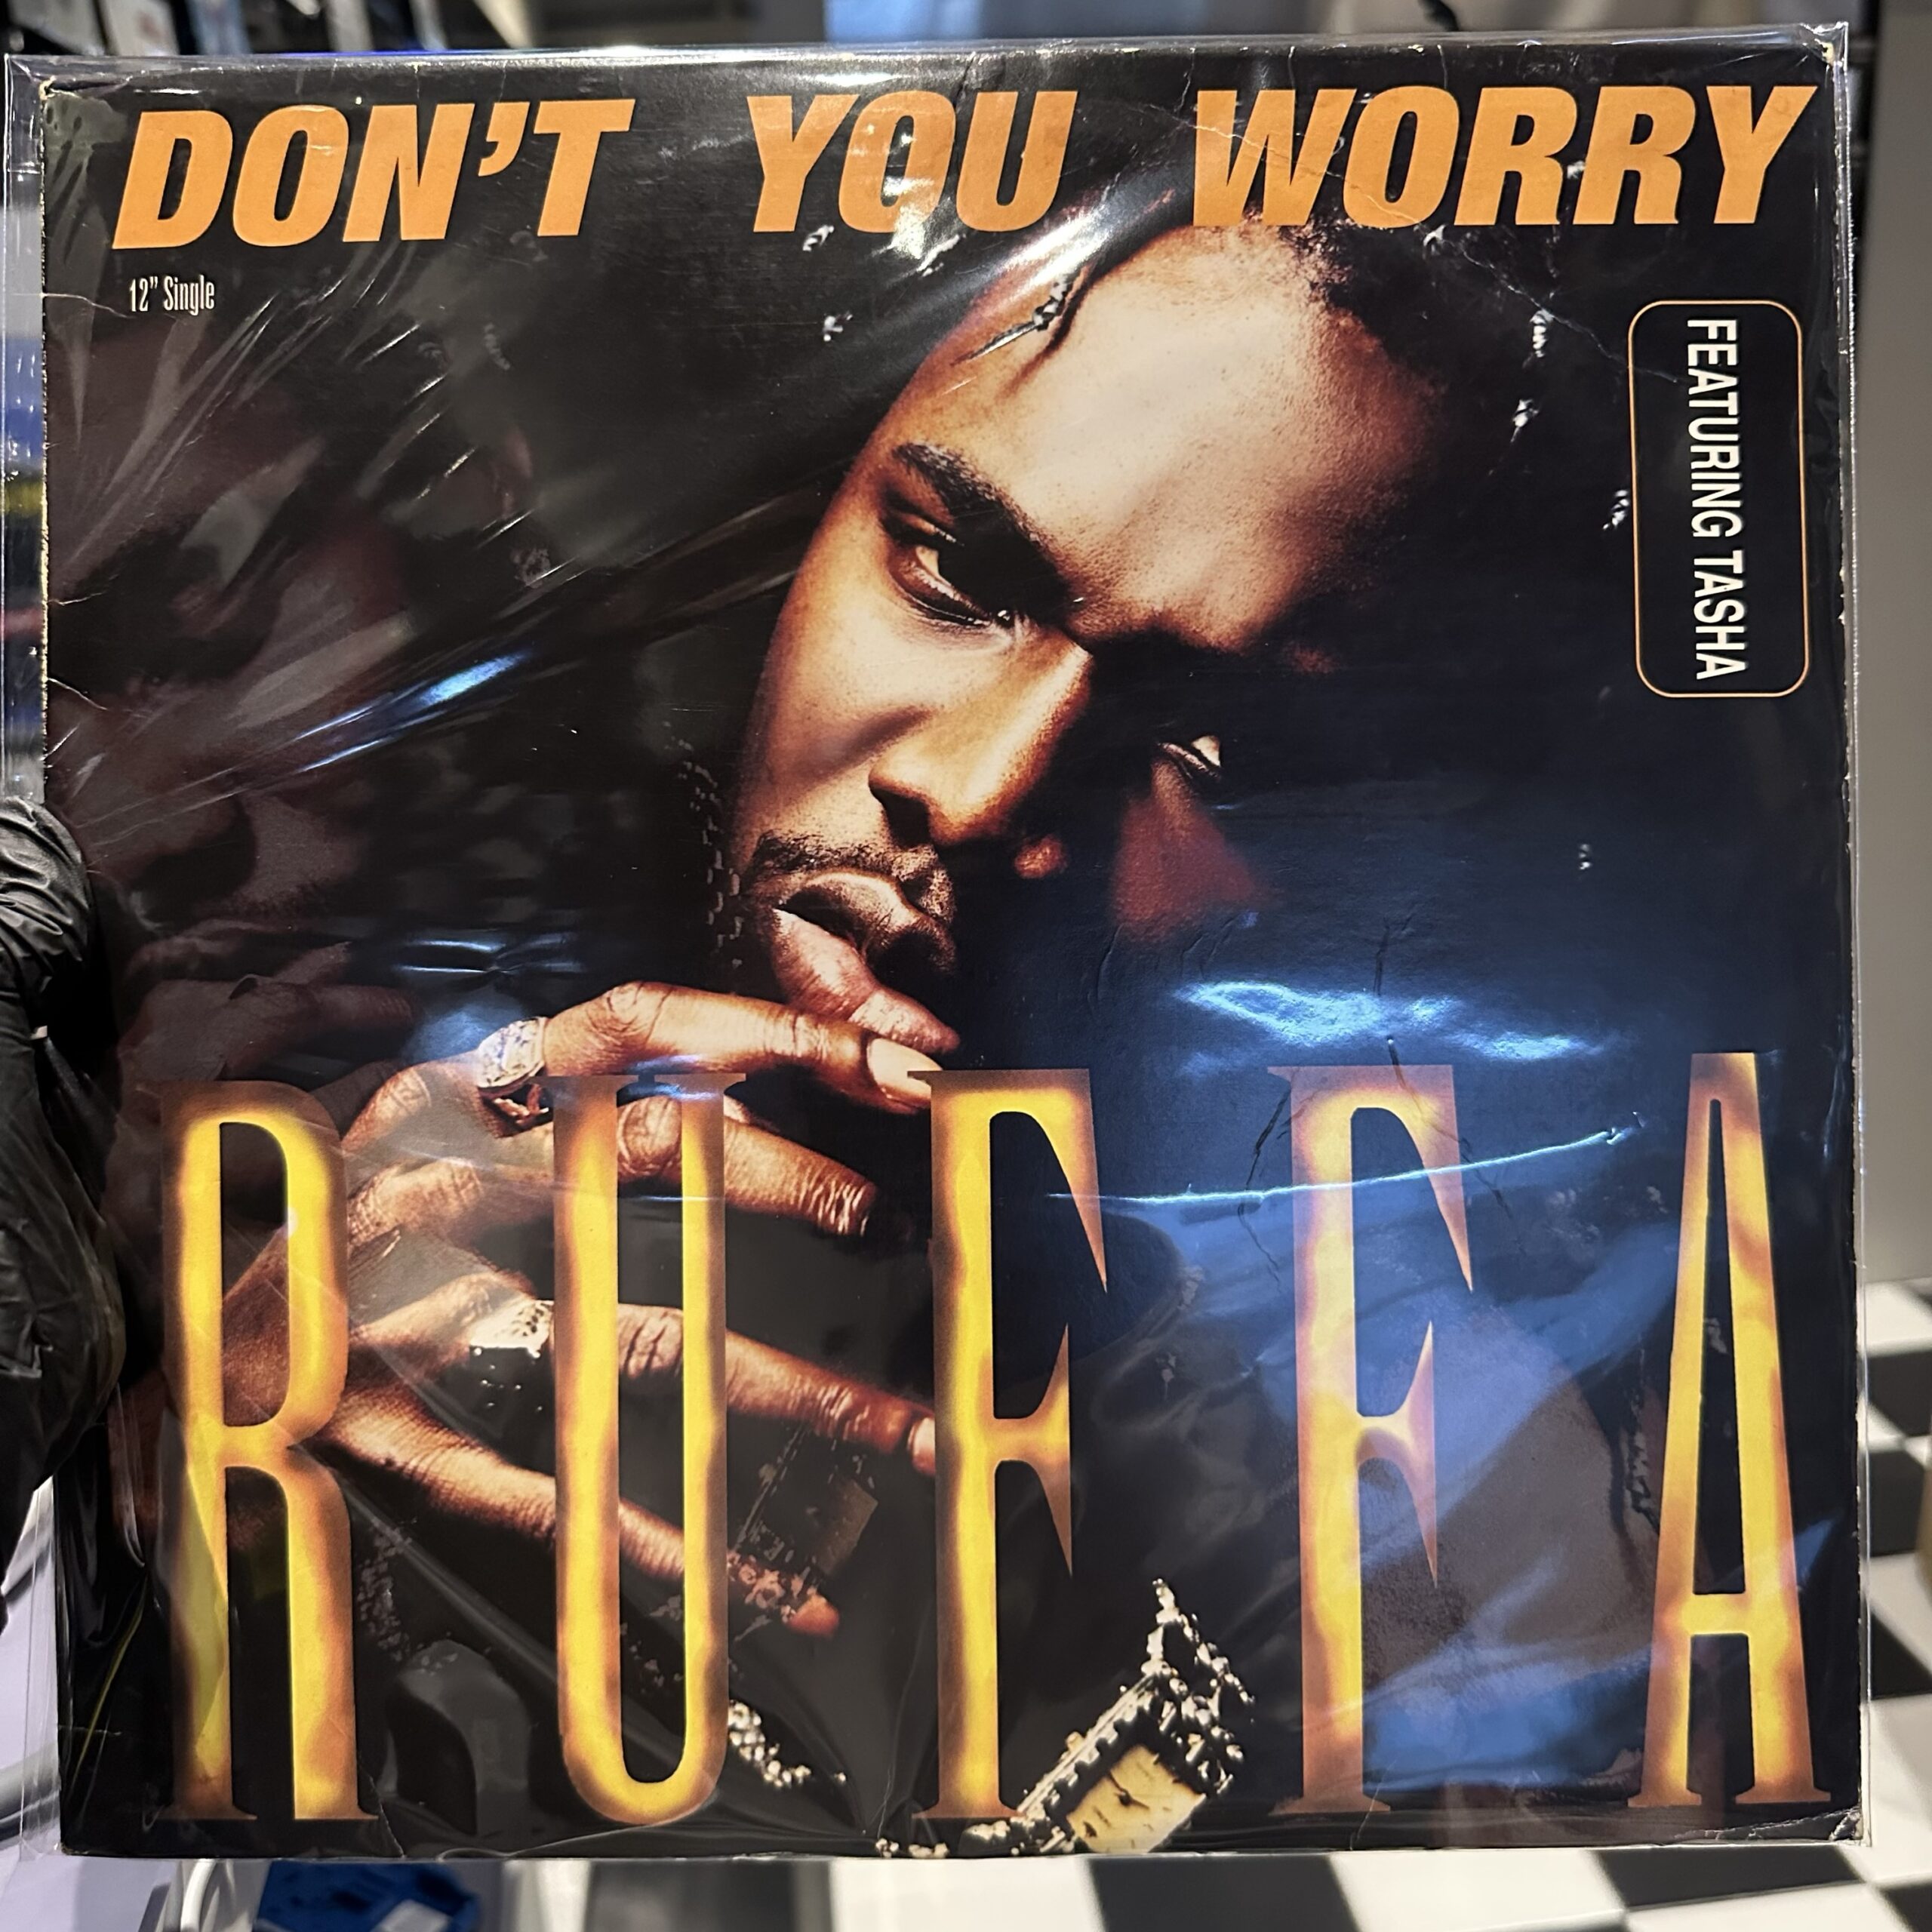 DON'T YOU WORRY
12" Single
FEATURING TASHA
RUFFA